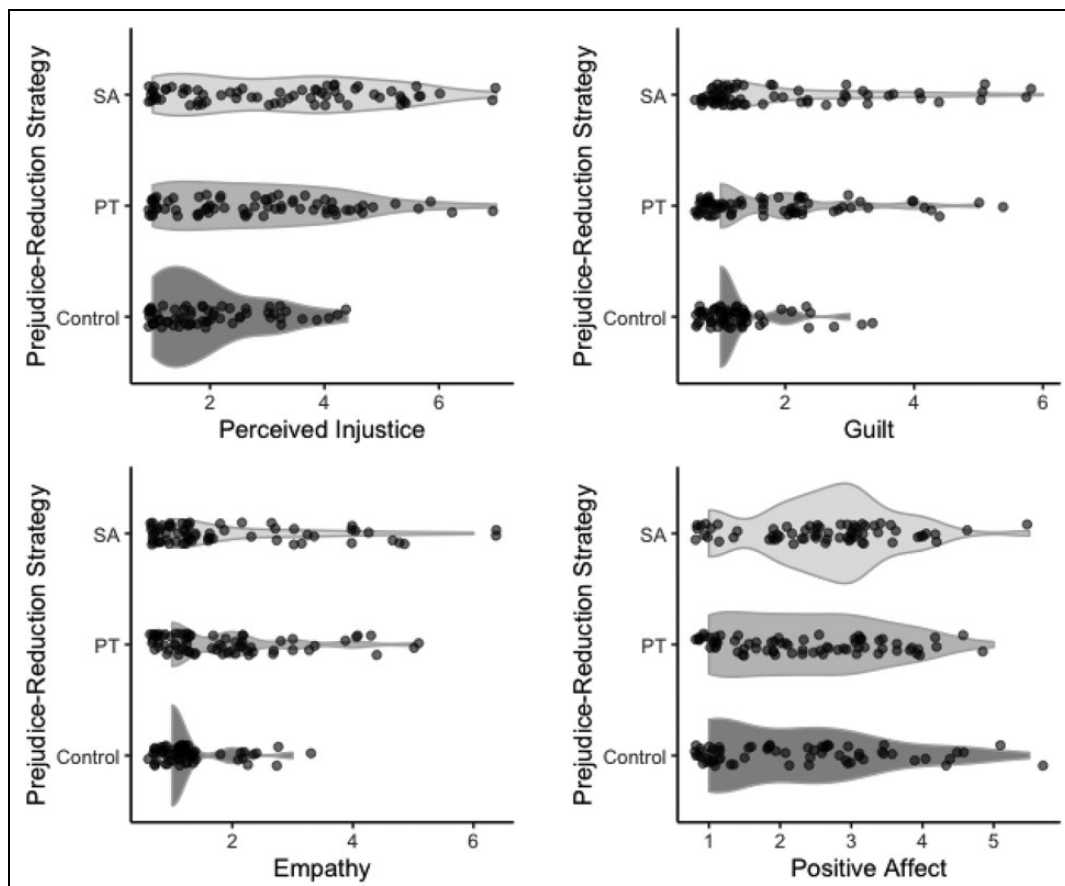 Prejudice-Reduction Strategy
SA
PT
Control
2 4 6
Perceived Injustice
Prejudice-Reduction Strategy
SA
PT
Control
2 4 6
Guilt
Prejudice-Reduction Strategy
SA
PT
Control
2 4 6
Empathy
Prejudice-Reduction Strategy
SA
PT
Control
1 2 3 4 5
Positive Affect